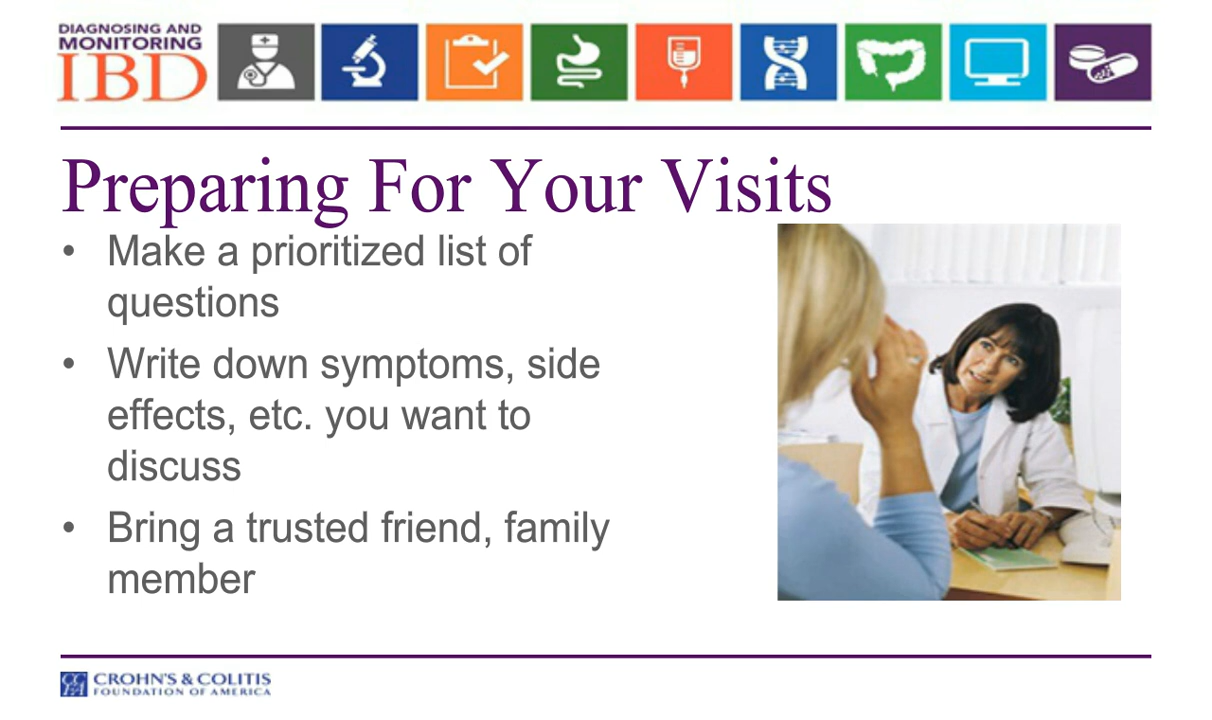 DIAGNOSING AND
MONITORING
IBD
Preparing For Your Visits
• Make a prioritized list of
questions
• Write down symptoms, side
effects, etc. you want to
discuss
• Bring a trusted friend, family
member
CCFA
CROHN'S & COLITIS
FOUNDATION OF AMERICA